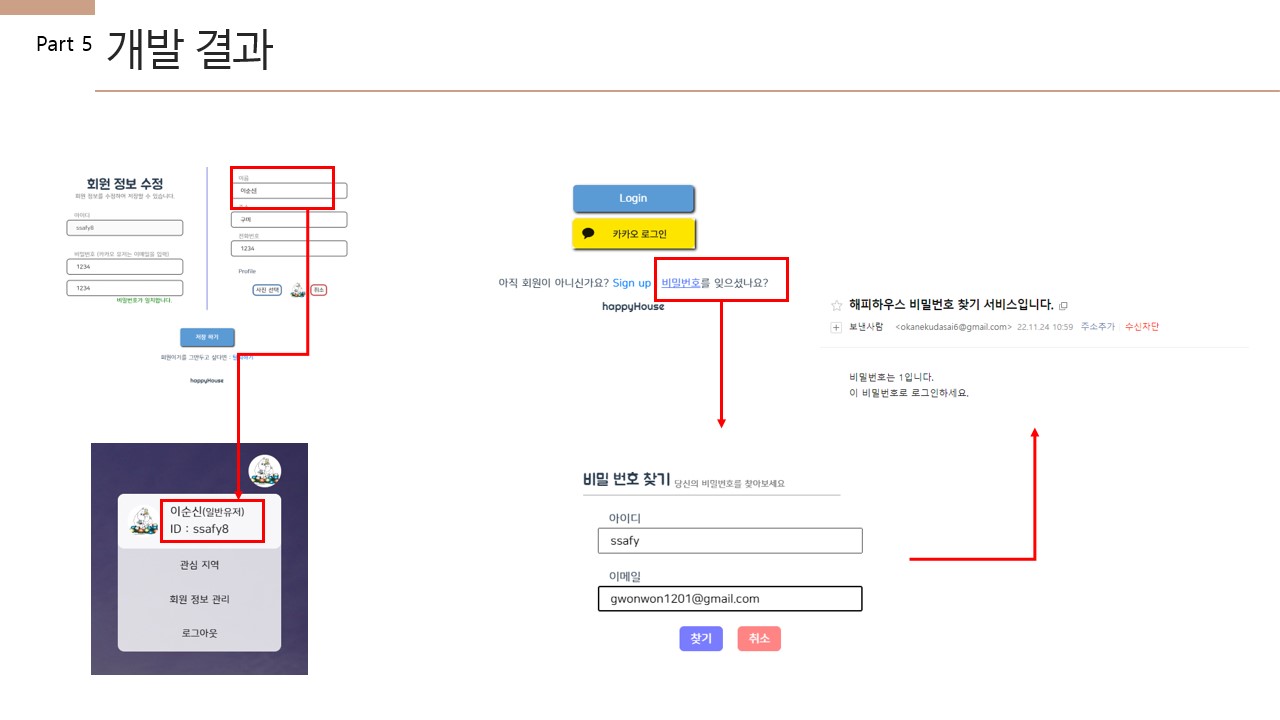 Part 5 개발 결과
회원 정보 수정
회원 정보를 수정하여 저장할 수 있습니다.
아이디
ssafy8
비밀번호 (카카오 유저는 이메일을 입력)
1234
1234
비밀번호가 일치합니다.
이름
이순신
구미
전화번호
1234
Profile
사진 선택
취소
저장 하기
회원이기를 그만두고 싶다면 :
happyHouse
이순신(일반유저)
ID : ssafy8
관심 지역
회원 정보 관리
로그아웃
Login
카카오 로그인
아직 회원이 아니신가요? Sign up
비밀번호를 잊으셨나요?
happyHouse
비밀 번호 찾기 당신의 비밀번호를 찾아보세요
아이디
ssafy
이메일
gwonwon1201@gmail.com
찾기 취소
해피하우스 비밀번호 찾기 서비스입니다.
보낸사람 <okanekudasai6@gmail.com> 22.11.24 10:59 주소추가 수신차단
비밀번호는 1입니다.
이 비밀번호로 로그인하세요.